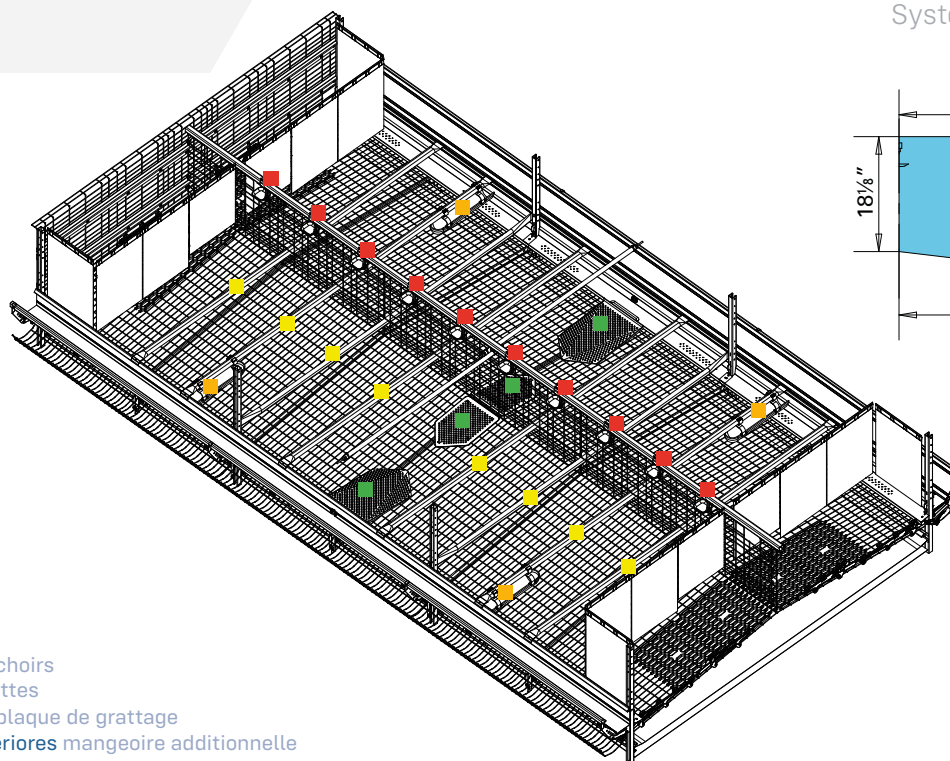 Syst
18⅛"
choirs
ttes
plaque de grattage
eriores mangeoire additionnelle